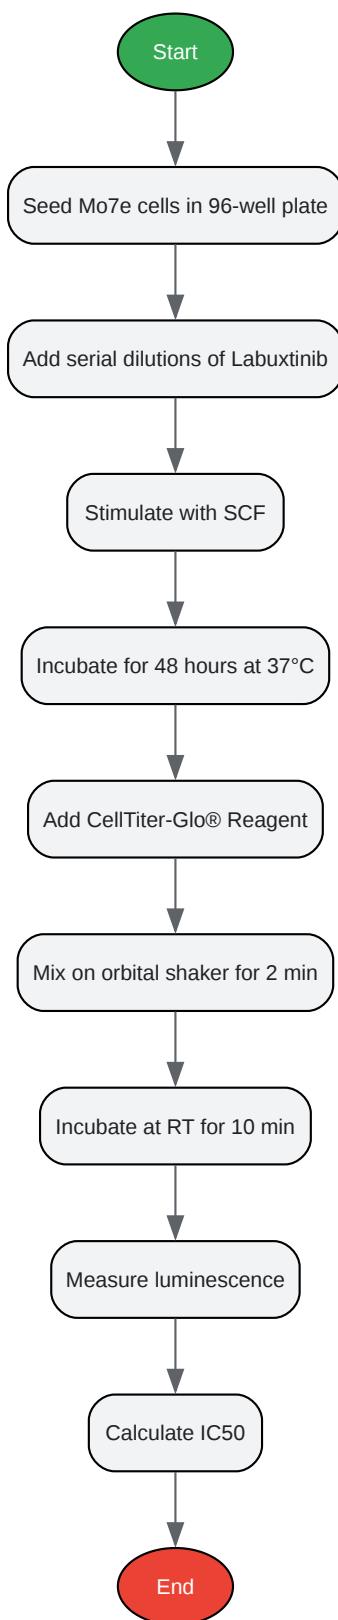 Start
Seed Mo7e cells in 96-well plate
Add serial dilutions of Labuxtinib
Stimulate with SCF
Incubate for 48 hours at 37°C
Add CellTiter-Glo® Reagent
Mix on orbital shaker for 2 min
Incubate at RT for 10 min
Measure luminescence
Calculate IC50
End